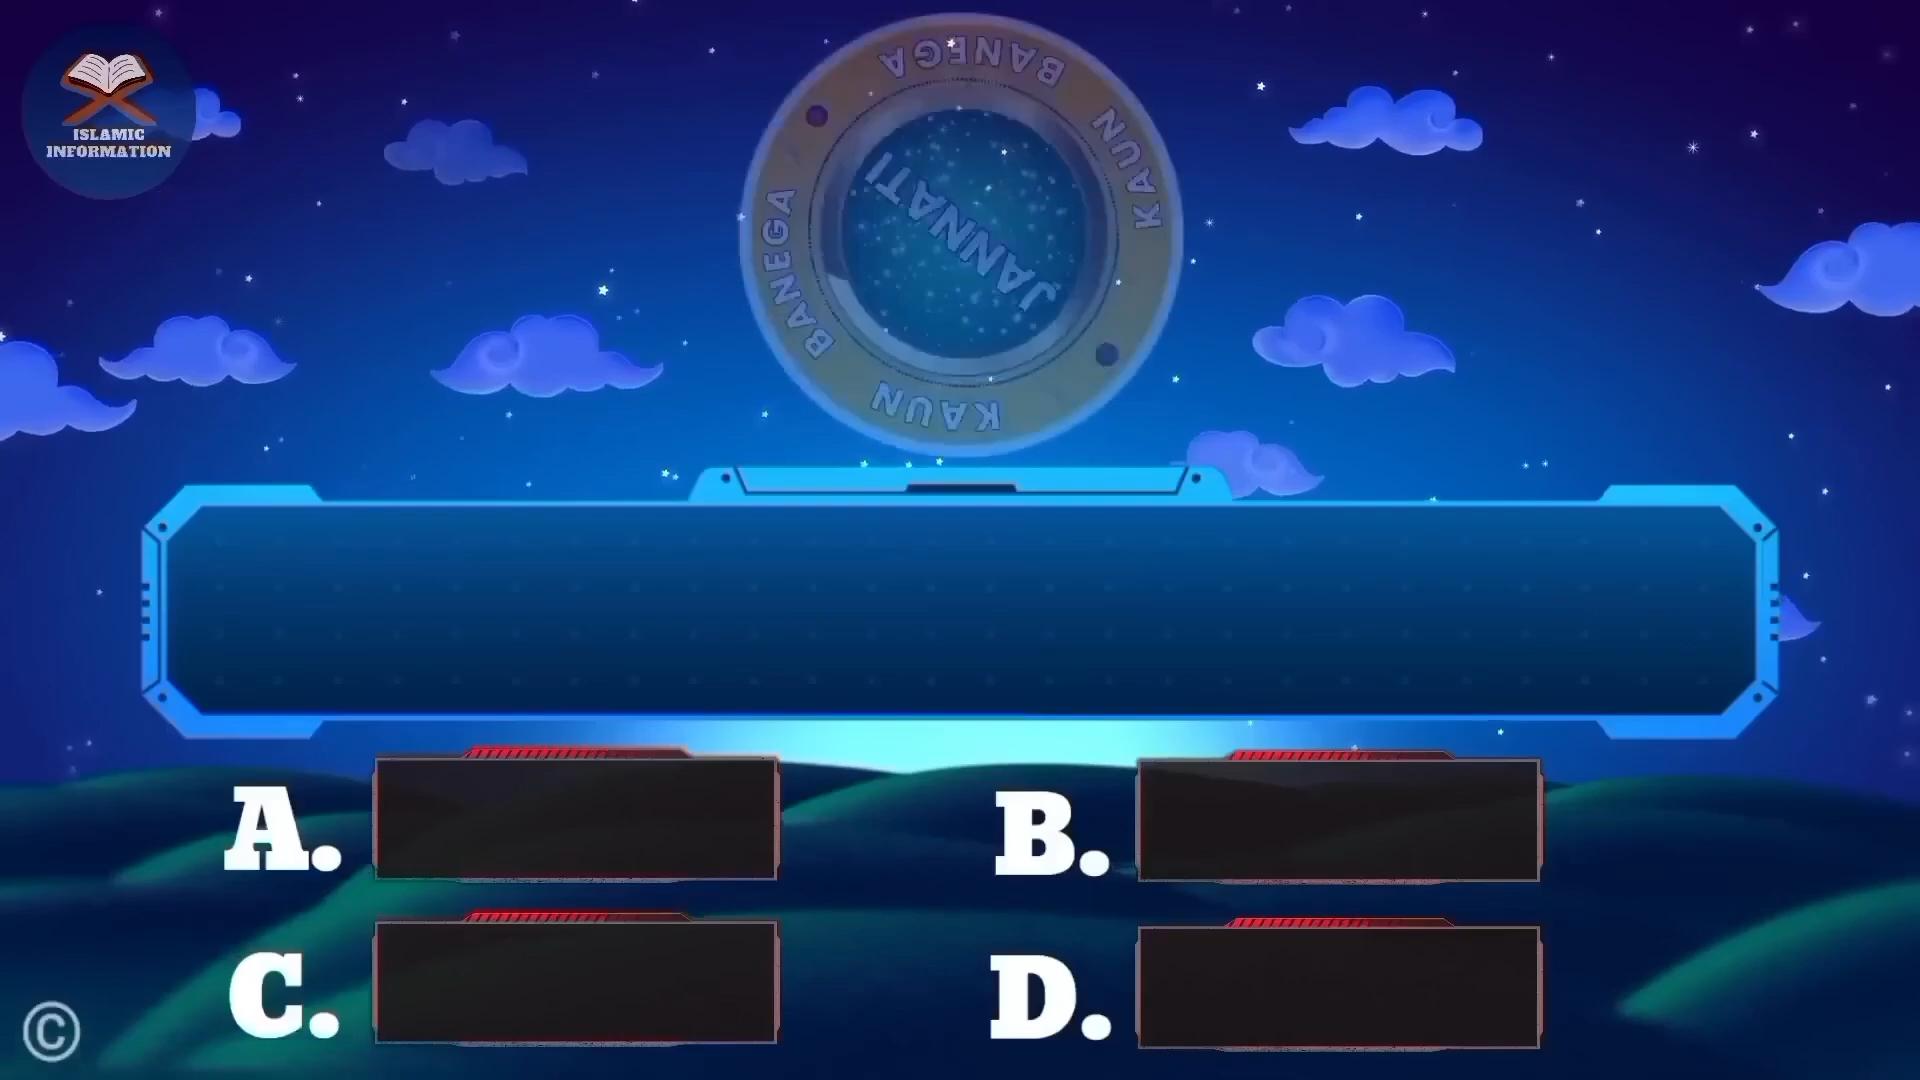 ISLAMIC
INFORMATION
BANEGA
KAUN
BANEGA
KAUN
JANNATI
A.
B.
C.
D.
©